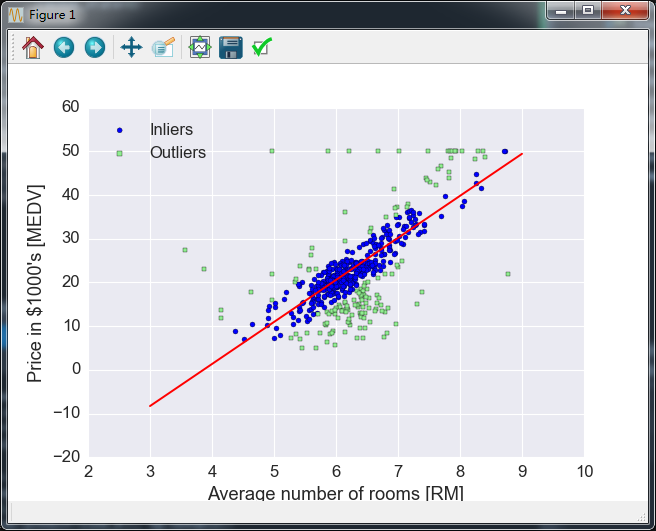 Figure 1
60
50
40
30
20
10
0
−10
−20
Price in $1000's [MEDV]
Inliers
Outliers
2 3 4 5 6 7 8 9 10
Average number of rooms [RM]